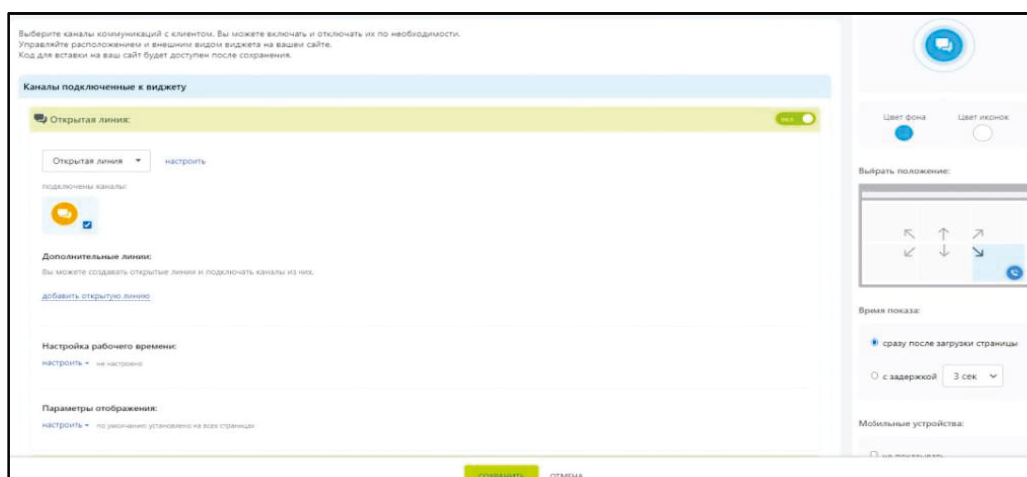 Выберите каналы коммуникаций с клиентом. Вы можете включать и отключать их по необходимости.
Управляйте расположением и внешним видом виджета на вашем сайте.
Код для вставки на ваш сайт будет доступен после сохранения.
Каналы подключенные к виджету
Открытая линия:
вкл
Открытая линия
настроить
подключены каналы:
Дополнительные линии:
Вы можете создавать открытые линии и подключать каналы из них.
добавить открытую линию
Настройка рабочего времени:
настроить не настроено
Параметры отображения:
настроить по умолчанию установлено на всех страницах
СОХРАНИТЬ ОТМЕНА
Цвет фона Цвет иконок
Выбрать положение:
Время показа:
сразу после загрузки страницы
с задержкой 3 сек
Мобильные устройства:
не показывать